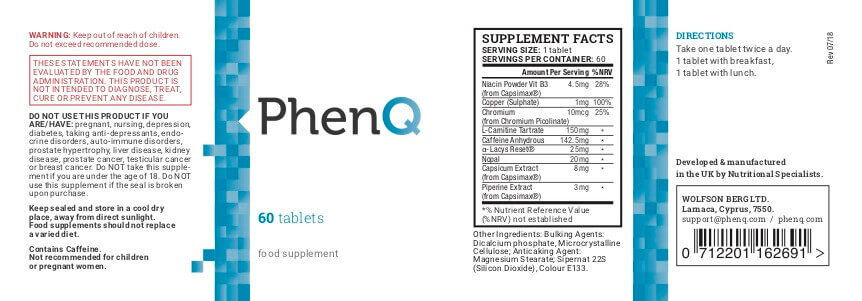 WARNING: Keep out of reach of children.
Do not exceed recommended dose.
THESE STATEMENTS HAVE NOT BEEN
EVALUATED BY THE FOOD AND DRUG
ADMINISTRATION. THIS PRODUCT IS
NOT INTENDED TO DIAGNOSE, TREAT,
CURE OR PREVENT ANY DISEASE.
DO NOT USE THIS PRODUCT IF YOU
ARE/HAVE: pregnant, nursing, depression,
diabetes, taking anti-depressants, endo-
crine disorders, auto-immune disorders,
prostate hypertrophy, liver disease, kidney
disease, prostate cancer, testicular cancer
or breast cancer. Do NOT take this supple-
ment if you are under the age of 18. Do NOT
use this supplement if the seal is broken
upon purchase.
Keep sealed and store in a cool dry
place, away from direct sunlight.
Food supplements should not replace
a varied diet.
Contains Caffeine.
Not recommended for children
or pregnant women.
PhenQ
60 tablets
food supplement
SUPPLEMENT FACTS
SERVING SIZE: 1 tablet
SERVINGS PER CONTAINER: 60
Amount Per Serving %NRV
Niacin Powder Vit B3 4.5mg 28%
(from Capsimax®)
Copper (Sulphate) 1mg 100%
Chromium 10mcg 25%
(from Chromium Picolinate)
L-Carnitine Tartrate 150mg *
Caffeine Anhydrous 142.5mg *
α-Lacys Reset® 25mg *
Nopal 20mg *
Capsicum Extract 8mg *
(from Capsimax®)
Piperine Extract 3mg *
(from Capsimax®)
*% Nutrient Reference Value
(%NRV) not established
Other Ingredients: Bulking Agents:
Dicalcium phosphate, Microcrystalline
Cellulose; Anticaking Agent:
Magnesium Stearate; Sipernat 22S
(Silicon Dioxide), Colour E133.
DIRECTIONS
Take one tablet twice a day.
1 tablet with breakfast,
1 tablet with lunch.
Rev 07/18
Developed & manufactured
in the UK by Nutritional Specialists.
WOLFSON BERG LTD.
Larnaca, Cyprus, 7550.
support@phenq.com / phenq.com
0 712201 162691 >